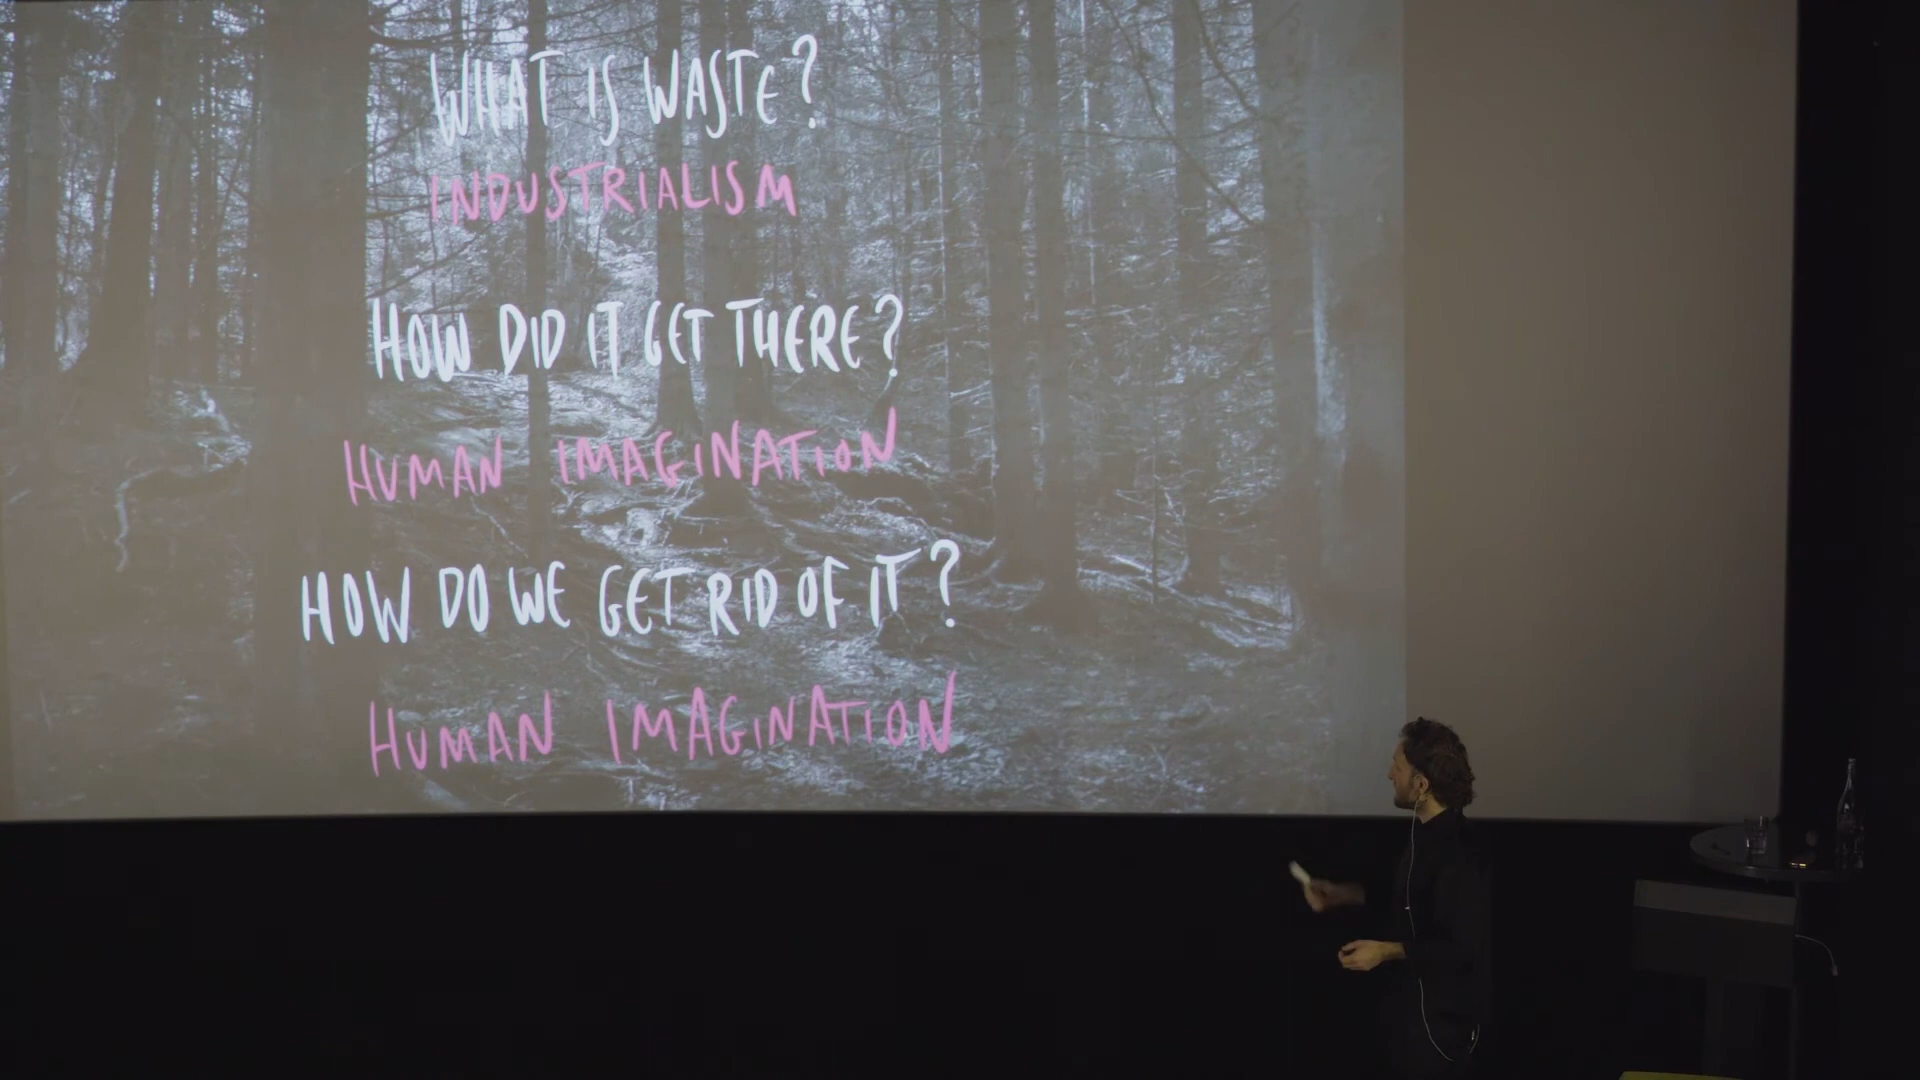 WHAT IS WASTE?
INDUSTRIALISM
HOW DID IT GET THERE?
HUMAN IMAGINATION
HOW DO WE GET RID OF IT?
HUMAN IMAGINATION